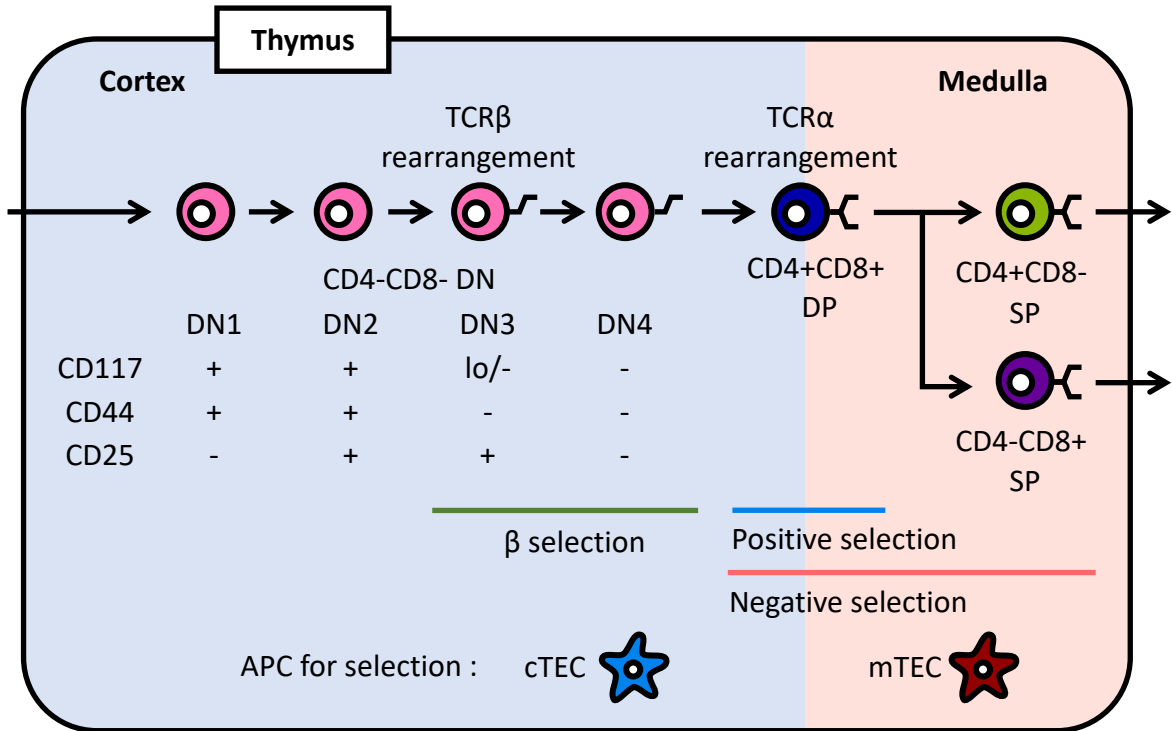 Thymus
Cortex
Medulla
TCRβ
rearrangement
TCRα
rearrangement
CD4-CD8- DN
CD4+CD8+
DP
CD4+CD8-
SP
DN1 DN2 DN3 DN4
CD117 + + lo/- -
CD44 + + - -
CD25 - + + -
CD4-CD8+
SP
β selection
Positive selection
Negative selection
APC for selection : cTEC
mTEC